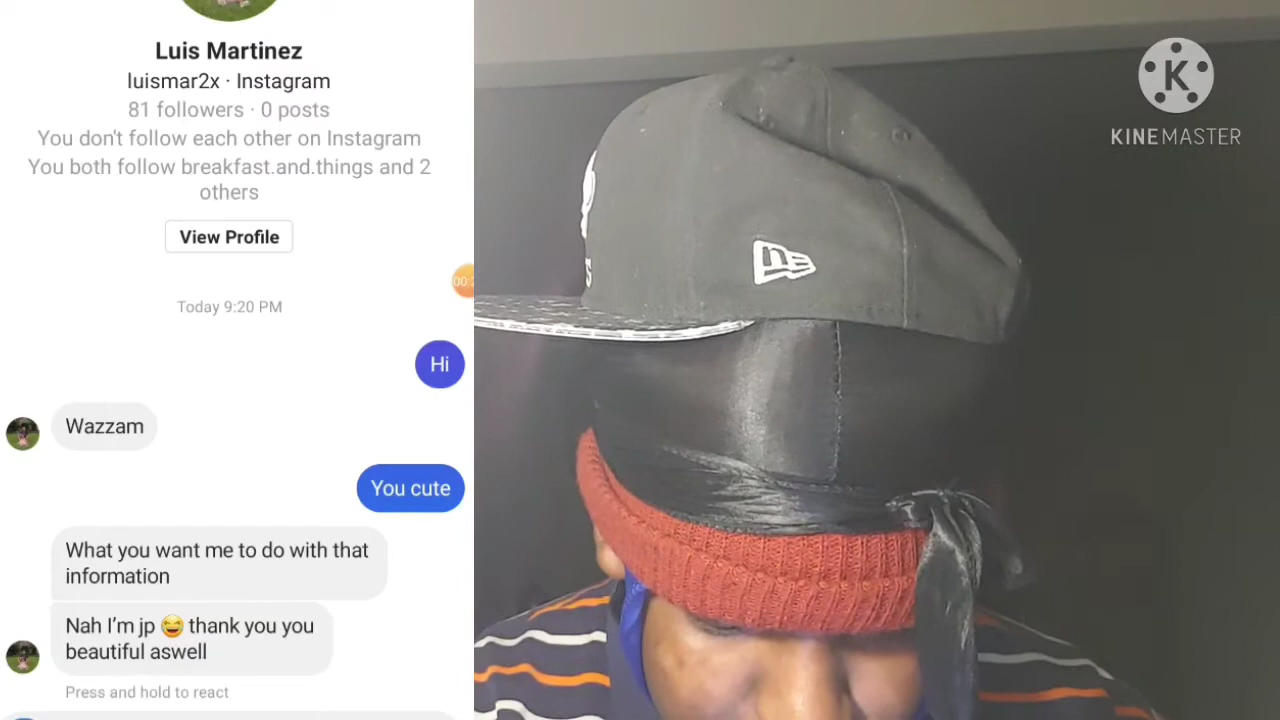 Luis Martinez
luismar2x · Instagram
81 followers · 0 posts
You don't follow each other on Instagram
You both follow breakfast.and.things and 2
others
View Profile
00:
Today 9:20 PM
Hi
Wazzam
You cute
What you want me to do with that
information
Nah I'm jp 😆 thank you you
beautiful aswell
Press and hold to react
K
KINEMASTER